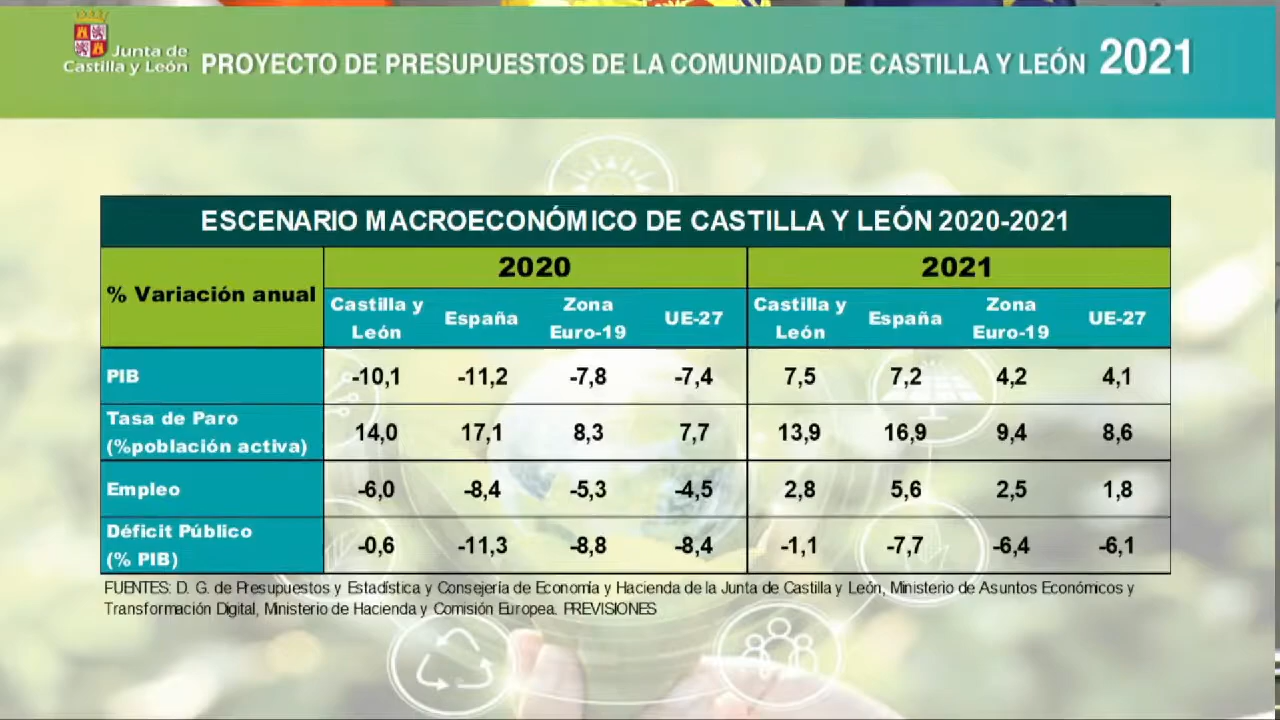 Junta de
Castilla y León
PROYECTO DE PRESUPUESTOS DE LA COMUNIDAD DE CASTILLA Y LEÓN 2021
ESCENARIO MACROECONÓMICO DE CASTILLA Y LEÓN 2020-2021
% Variación anual
2020
2021
Castilla y León España Zona Euro-19 UE-27 Castilla y León España Zona Euro-19 UE-27
PIB -10,1 -11,2 -7,8 -7,4 7,5 7,2 4,2 4,1
Tasa de Paro
(%población activa) 14,0 17,1 8,3 7,7 13,9 16,9 9,4 8,6
Empleo -6,0 -8,4 -5,3 -4,5 2,8 5,6 2,5 1,8
Déficit Público
(% PIB) -0,6 -11,3 -8,8 -8,4 -1,1 -7,7 -6,4 -6,1
FUENTES: D. G. de Presupuestos y Estadística y Consejería de Economía y Hacienda de la Junta de Castilla y León, Ministerio de Asuntos Económicos y
Transformación Digital, Ministerio de Hacienda y Comisión Europea. PREVISIONES